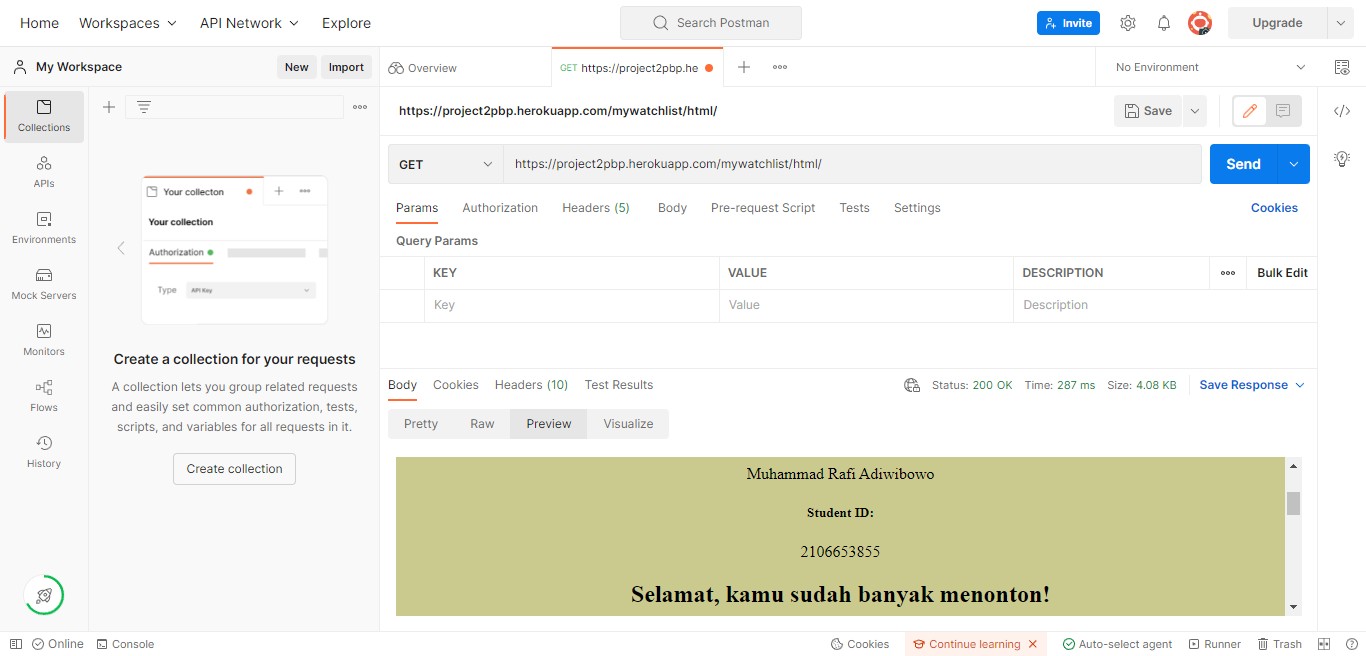 Home Workspaces API Network Explore Search Postman Invite Upgrade
My Workspace New Import Overview GET https://project2pbp.he No Environment
https://project2pbp.herokuapp.com/mywatchlist/html/ Save
Collections
APIs
Environments
Mock Servers
Monitors
Flows
History
Your collecton
Your collection
Authorization
Type API Key
Create a collection for your requests
A collection lets you group related requests
and easily set common authorization, tests,
scripts, and variables for all requests in it.
Create collection
GET https://project2pbp.herokuapp.com/mywatchlist/html/ Send
Params Authorization Headers (5) Body Pre-request Script Tests Settings Cookies
Query Params
KEY VALUE DESCRIPTION Bulk Edit
Key Value Description
Body Cookies Headers (10) Test Results Status: 200 OK Time: 287 ms Size: 4.08 KB Save Response
Pretty Raw Preview Visualize
Muhammad Rafi Adiwibowo
Student ID:
2106653855
Selamat, kamu sudah banyak menonton!
Online Console Cookies Continue learning Auto-select agent Runner Trash